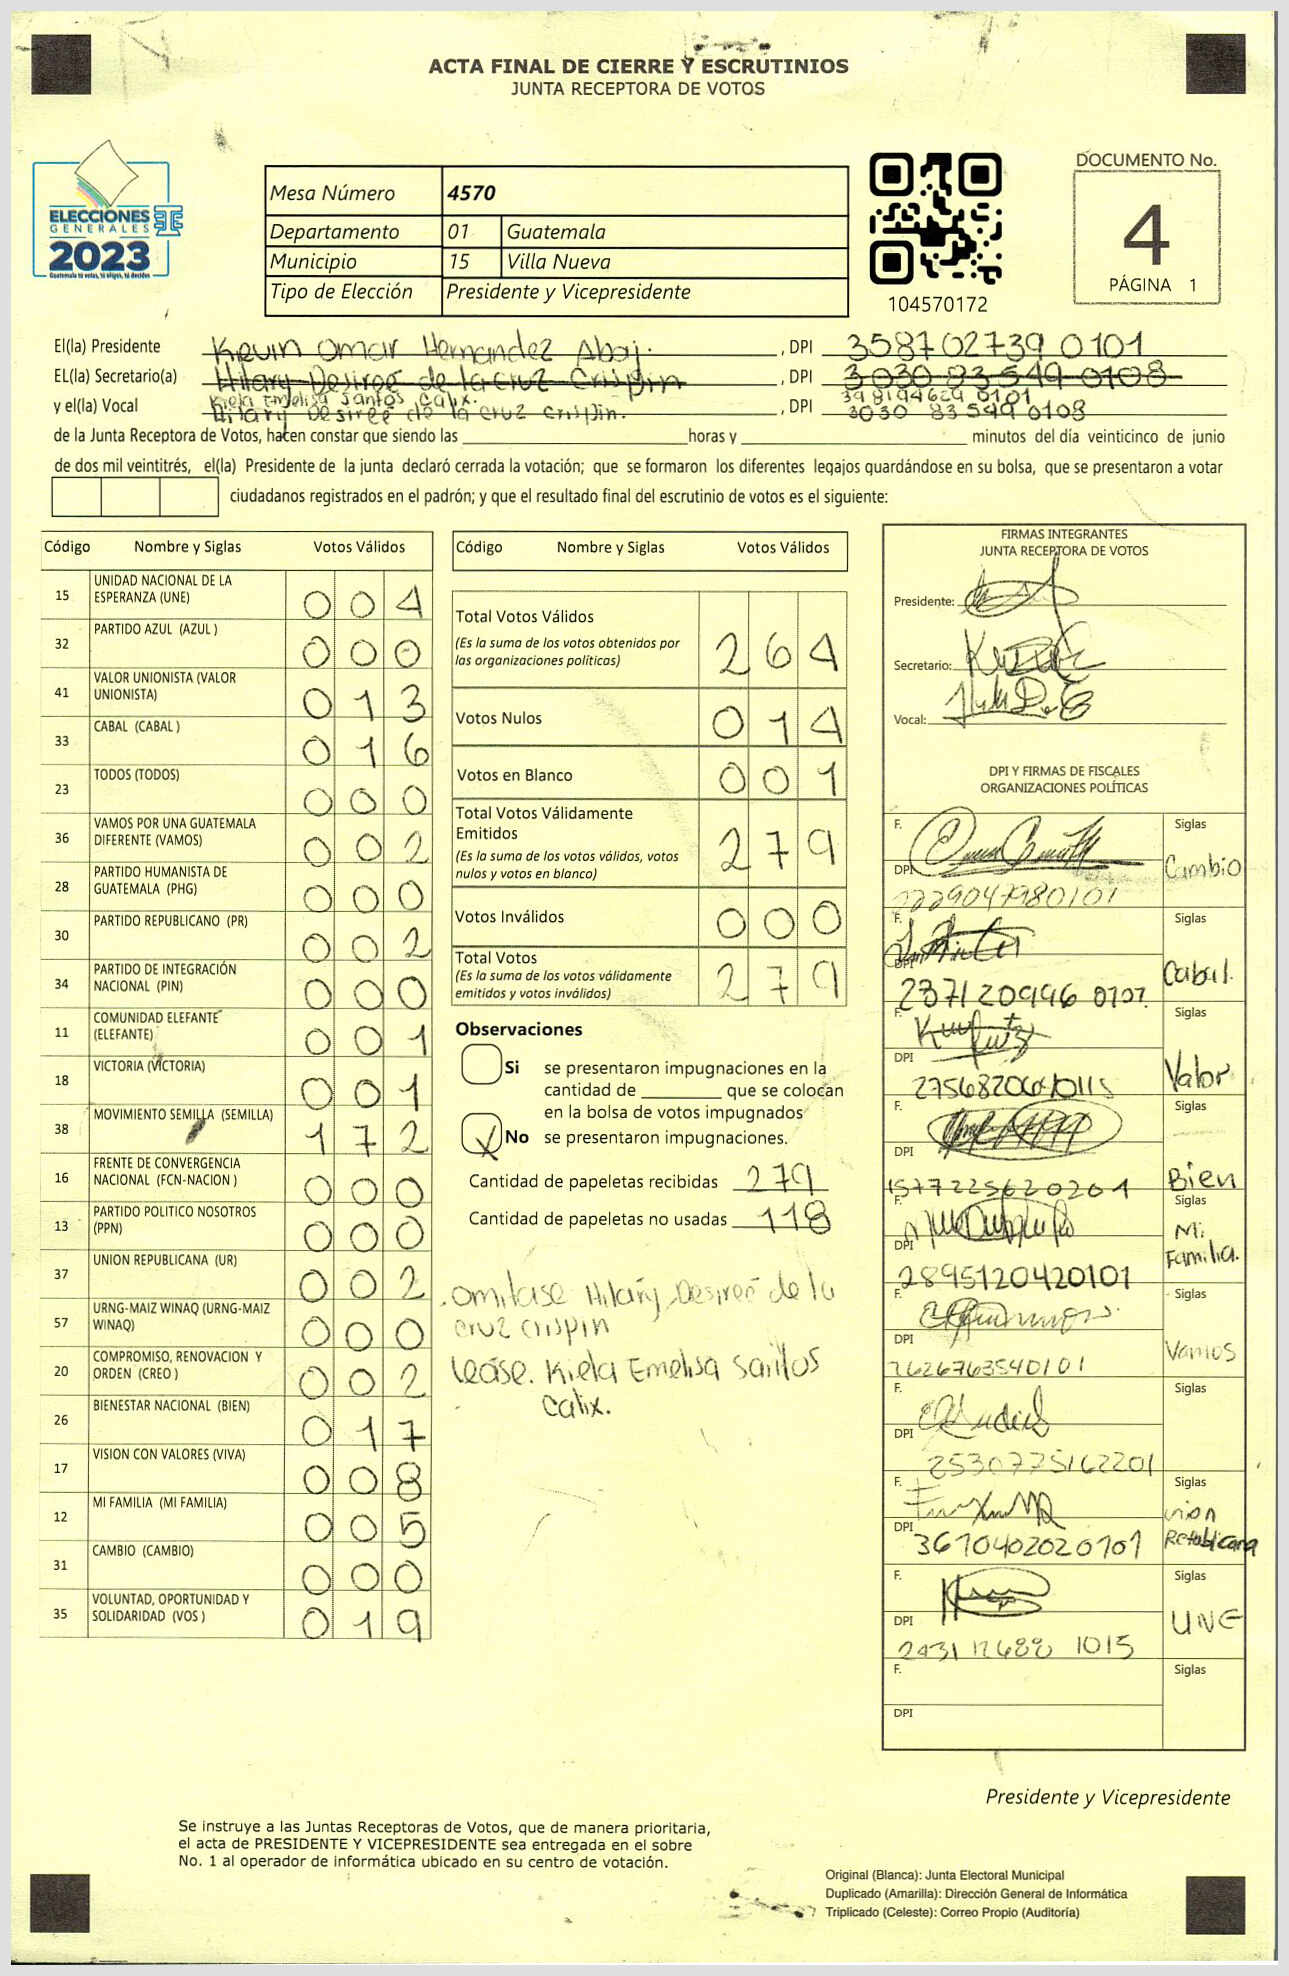 ACTA FINAL DE CIERRE Y ESCRUTINIOS
JUNTA RECEPTORA DE VOTOS
ELECCIONES
GENERALES
2023
Guatemala tú votas, tú eliges, tú decides
Mesa Número 4570
Departamento 01 Guatemala
Municipio 15 Villa Nueva
Tipo de Elección Presidente y Vicepresidente
104570172
DOCUMENTO No.
4
PÁGINA 1
El(la) Presidente Kevin Omar Hernandez Abaj. , DPI 358702739 0101
EL(la) Secretario(a) Hilary Desireé de la cruz Crispin , DPI 3030 83549 0108
Kiela Emelisa Santos Calix. 398194629 0101
y el(la) Vocal Hilary Desireé de la cruz crispin. , DPI 3030 83549 0108
de la Junta Receptora de Votos, hacen constar que siendo las horas y minutos del día veinticinco de junio
de dos mil veintitrés, el(la) Presidente de la junta declaró cerrada la votación; que se formaron los diferentes legajos guardándose en su bolsa, que se presentaron a votar
ciudadanos registrados en el padrón; y que el resultado final del escrutinio de votos es el siguiente:
Código Nombre y Siglas Votos Válidos
15 UNIDAD NACIONAL DE LA ESPERANZA (UNE) 0 0 4
32 PARTIDO AZUL (AZUL ) 0 0 0
41 VALOR UNIONISTA (VALOR UNIONISTA) 0 1 3
33 CABAL (CABAL ) 0 1 6
23 TODOS (TODOS) 0 0 0
36 VAMOS POR UNA GUATEMALA DIFERENTE (VAMOS) 0 0 2
28 PARTIDO HUMANISTA DE GUATEMALA (PHG) 0 0 0
30 PARTIDO REPUBLICANO (PR) 0 0 2
34 PARTIDO DE INTEGRACIÓN NACIONAL (PIN) 0 0 0
11 COMUNIDAD ELEFANTE (ELEFANTE) 0 0 1
18 VICTORIA (VICTORIA) 0 0 1
38 MOVIMIENTO SEMILLA (SEMILLA) 1 7 2
16 FRENTE DE CONVERGENCIA NACIONAL (FCN-NACION ) 0 0 0
13 PARTIDO POLITICO NOSOTROS (PPN) 0 0 0
37 UNION REPUBLICANA (UR) 0 0 2
57 URNG-MAIZ WINAQ (URNG-MAIZ WINAQ) 0 0 0
20 COMPROMISO, RENOVACION Y ORDEN (CREO ) 0 0 2
26 BIENESTAR NACIONAL (BIEN) 0 1 7
17 VISION CON VALORES (VIVA) 0 0 8
12 MI FAMILIA (MI FAMILIA) 0 0 5
31 CAMBIO (CAMBIO) 0 0 0
35 VOLUNTAD, OPORTUNIDAD Y SOLIDARIDAD (VOS ) 0 1 9
Código Nombre y Siglas Votos Válidos
Total Votos Válidos 2 6 4
(Es la suma de los votos obtenidos por
las organizaciones políticas)
Votos Nulos 0 1 4
Votos en Blanco 0 0 1
Total Votos Válidamente
Emitidos 2 7 9
(Es la suma de los votos válidos, votos
nulos y votos en blanco)
Votos Inválidos 0 0 0
Total Votos 2 7 9
(Es la suma de los votos válidamente
emitidos y votos inválidos)
Observaciones
Si se presentaron impugnaciones en la
cantidad de que se colocan
en la bolsa de votos impugnados
X No se presentaron impugnaciones.
Cantidad de papeletas recibidas 279
Cantidad de papeletas no usadas 118
omitase Hilary Desireé de la
cruz crispin
lease. Kiela Emelisa Santos
calix.
FIRMAS INTEGRANTES
JUNTA RECEPTORA DE VOTOS
Presidente:
Secretario:
Vocal:
DPI Y FIRMAS DE FISCALES
ORGANIZACIONES POLÍTICAS
F. Siglas
DPI Cambio
2229047980101
F. Siglas
DPI Cabal.
237120996 0707
F. Siglas
DPI Valor
F. Siglas
DPI Bien
1577225620201
F. Siglas
DPI Mi Familia.
2895120420101
F. Siglas
DPI Vamos
2626763540101
F. Siglas
DPI
2530775162201
F. Siglas
DPI union Republicana
3670402020101
F. Siglas
DPI UNE
1015
F. Siglas
DPI
Presidente y Vicepresidente
Se instruye a las Juntas Receptoras de Votos, que de manera prioritaria,
el acta de PRESIDENTE Y VICEPRESIDENTE sea entregada en el sobre
No. 1 al operador de informática ubicado en su centro de votación.
Original (Blanca): Junta Electoral Municipal
Duplicado (Amarilla): Dirección General de Informática
Triplicado (Celeste): Correo Propio (Auditoría)